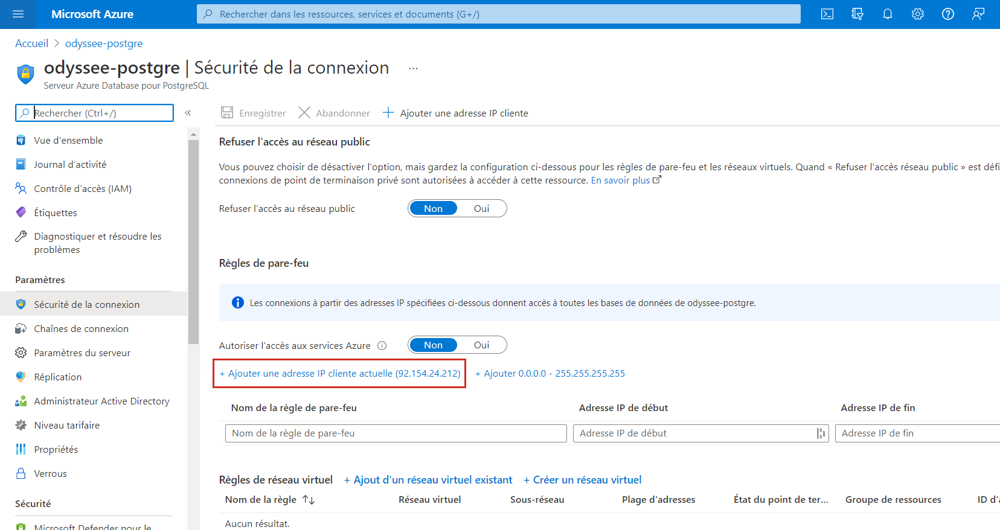 Microsoft Azure
Rechercher dans les ressources, services et documents (G+/)
Accueil > odyssee-postgre
odyssee-postgre | Sécurité de la connexion ...
Serveur Azure Database pour PostgreSQL
Rechercher (Ctrl+/) «
Vue d'ensemble
Journal d'activité
Contrôle d'accès (IAM)
Étiquettes
Diagnostiquer et résoudre les
problèmes
Paramètres
Sécurité de la connexion
Chaînes de connexion
Paramètres du serveur
Réplication
Administrateur Active Directory
Niveau tarifaire
Propriétés
Verrous
Sécurité
Microsoft Defender pour le
Enregistrer Abandonner + Ajouter une adresse IP cliente
Refuser l'accès au réseau public
Vous pouvez choisir de désactiver l'option, mais gardez la configuration ci-dessous pour les règles de pare-feu et les réseaux virtuels. Quand « Refuser l'accès réseau public » est défi
connexions de point de terminaison privé sont autorisées à accéder à cette ressource. En savoir plus
Refuser l'accès au réseau public Non Oui
Règles de pare-feu
Les connexions à partir des adresses IP spécifiées ci-dessous donnent accès à toutes les bases de données de odyssee-postgre.
Autoriser l'accès aux services Azure Non Oui
+ Ajouter une adresse IP cliente actuelle (92.154.24.212) + Ajouter 0.0.0.0 - 255.255.255.255
Nom de la règle de pare-feu Adresse IP de début Adresse IP de fin
Nom de la règle de pare-feu Adresse IP de début Adresse IP de fin
Règles de réseau virtuel + Ajout d'un réseau virtuel existant + Créer un réseau virtuel
Nom de la règle ↑↓ Réseau virtuel Sous-réseau Plage d'adresses État du point de ter... Groupe de ressources ID d'a
Aucun résultat.